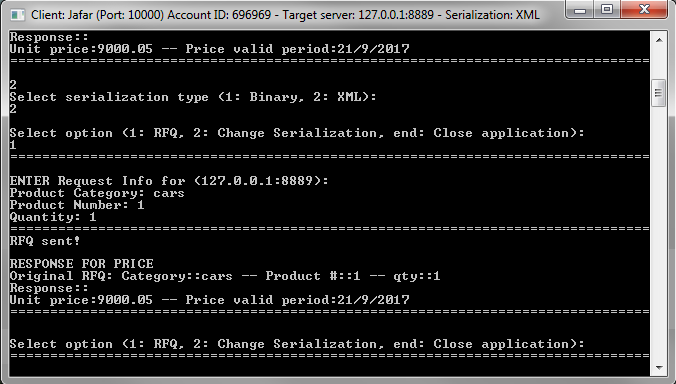 Client: Jafar (Port: 10000) Account ID: 696969 - Target server: 127.0.0.1:8889 - Serialization: XML
Response::
Unit price:9000.05 -- Price valid period:21/9/2017
================================================================================
2
Select serialization type (1: Binary, 2: XML):
2
Select option (1: RFQ, 2: Change Serialization, end: Close application):
1
================================================================================
ENTER Request Info for (127.0.0.1:8889):
Product Category: cars
Product Number: 1
Quantity: 1
================================================================================
RFQ sent!
RESPONSE FOR PRICE
Original RFQ: Category::cars -- Product #::1 -- qty::1
Response::
Unit price:9000.05 -- Price valid period:21/9/2017
================================================================================
Select option (1: RFQ, 2: Change Serialization, end: Close application):
================================================================================